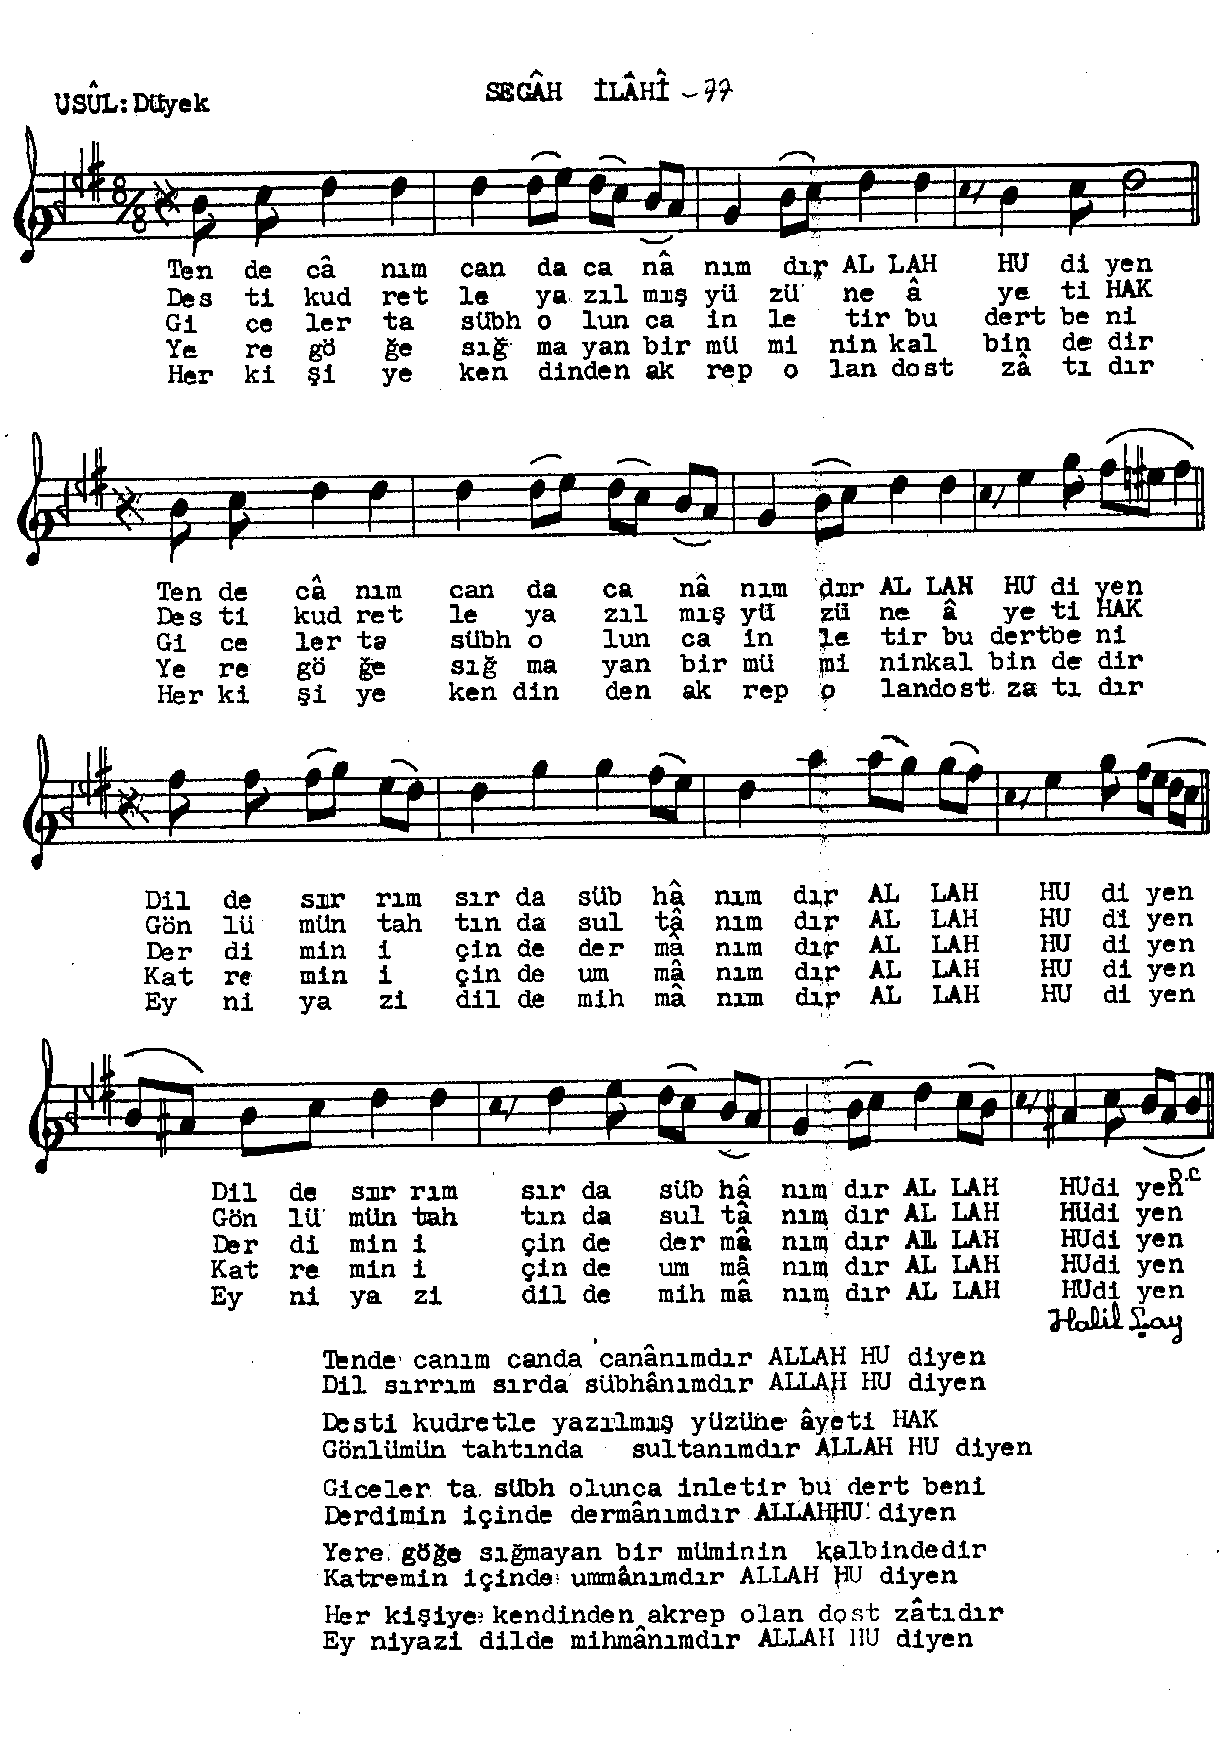 SEGÂH İLÂHÎ -77
USÛL: Düyek
8/8
Ten de câ nım can da ca nâ nım dır AL LAH HU di yen
Des ti kud ret le ya zıl mış yü zü ne â ye ti HAK
Gi ce ler ta sübh o lun ca in le tir bu dert be ni
Ye re gö ğe sığ ma yan bir mü mi nin kal bin de dir
Her ki şi ye ken dinden ak rep o lan dost zâ tı dır
Ten de câ nım can da ca nâ nım dır AL LAH HU di yen
Des ti kud ret le ya zıl mış yü zü ne â ye ti HAK
Gi ce ler ta sübh o lun ca in le tir bu dertbe ni
Ye re gö ğe sığ ma yan bir mü mi ninkal bin de dir
Her ki şi ye ken din den ak rep o landost za tı dır
Dil de sır rım sır da süb hâ nım dır AL LAH HU di yen
Gön lü mün tah tın da sul tâ nım dır AL LAH HU di yen
Der di min i çin de der mâ nım dır AL LAH HU di yen
Kat re min i çin de um mâ nım dır AL LAH HU di yen
Ey ni ya zi dil de mih mâ nım dır AL LAH HU di yen
D.C
Dil de sır rım sır da süb hâ nım dır AL LAH HUdi yen
Gön lü mün tah tın da sul tâ nım dır AL LAH HUdi yen
Der di min i çin de der mâ nım dır AL LAH HUdi yen
Kat re min i çin de um mâ nım dır AL LAH HUdi yen
Ey ni ya zi dil de mih mâ nım dır AL LAH HUdi yen
Halil Çay
Tende canım canda canânımdır ALLAH HU diyen
Dil sırrım sırda sübhânımdır ALLAH HU diyen
Desti kudretle yazılmış yüzüne âyeti HAK
Gönlümün tahtında sultanımdır ALLAH HU diyen
Giceler ta sübh olunca inletir bu dert beni
Derdimin içinde dermânımdır ALLAHHU diyen
Yere göğe sığmayan bir müminin kalbindedir
Katremin içinde ummânımdır ALLAH HU diyen
Her kişiye kendinden akrep olan dost zâtıdır
Ey niyazi dilde mihmânımdır ALLAH HU diyen